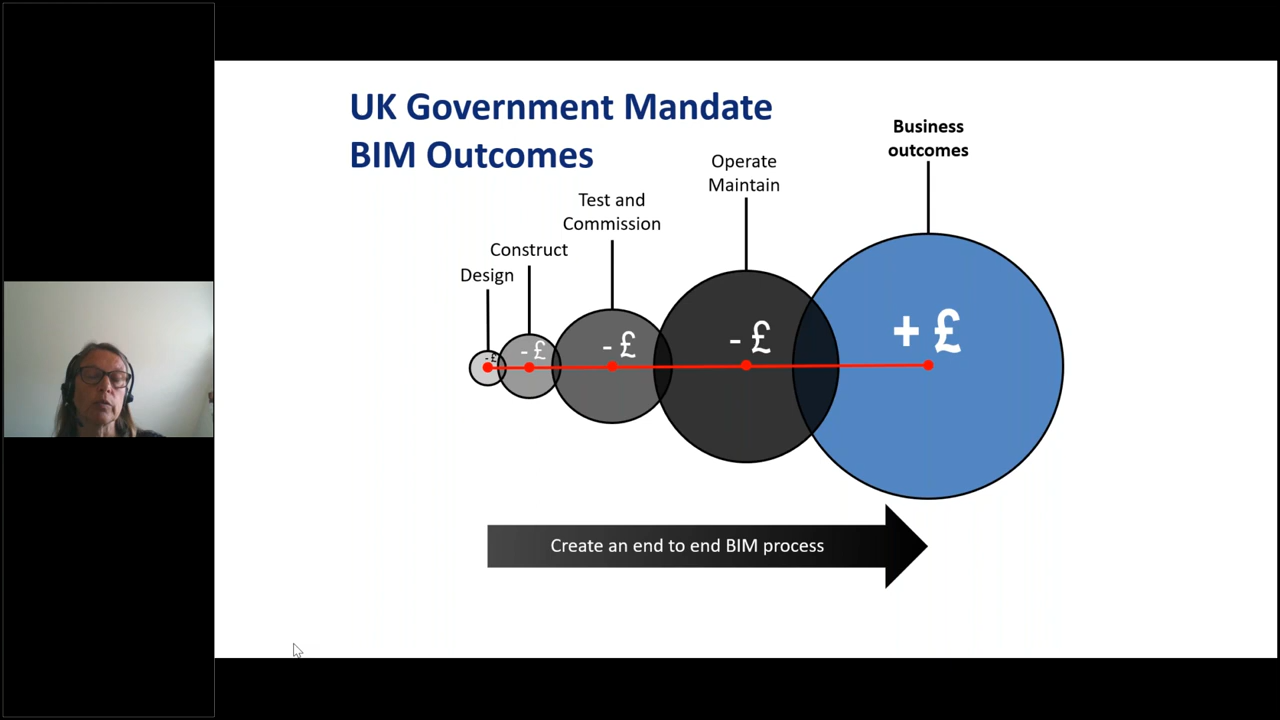 UK Government Mandate
BIM Outcomes
Business
outcomes
Operate
Maintain
Test and
Commission
Construct
Design
- £
- £
- £
- £
+ £
Create an end to end BIM process